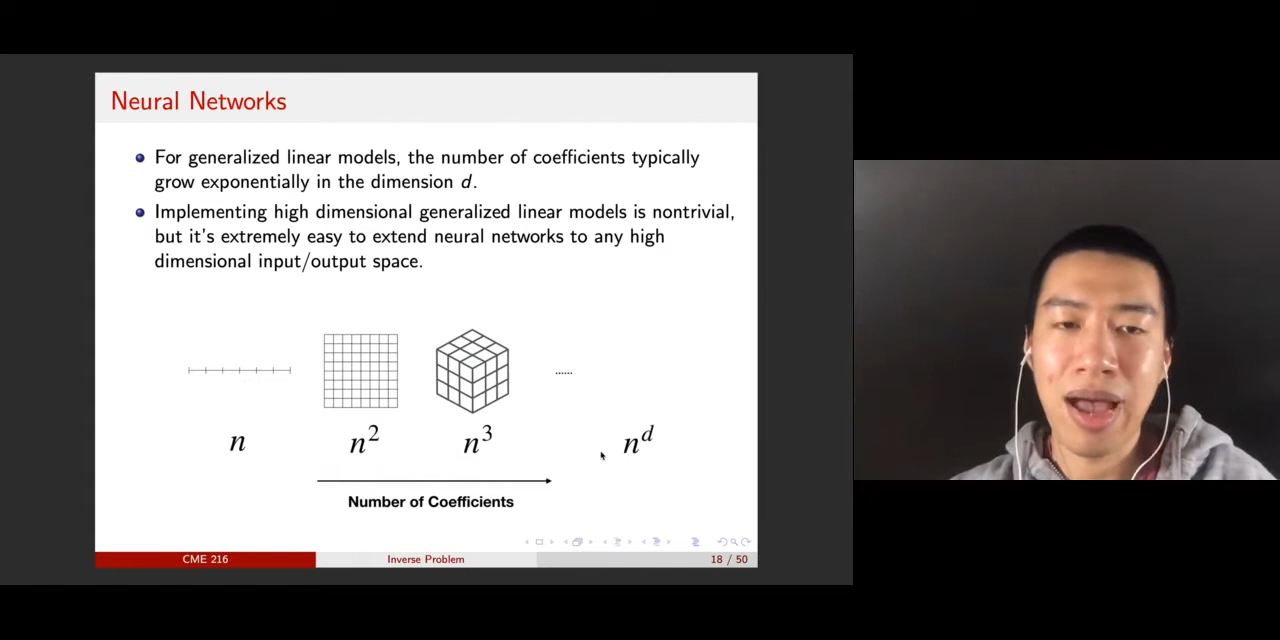 Neural Networks
For generalized linear models, the number of coefficients typically
grow exponentially in the dimension d.
Implementing high dimensional generalized linear models is nontrivial,
but it's extremely easy to extend neural networks to any high
dimensional input/output space.
......
n n² n³ nᵈ
Number of Coefficients
CME 216 Inverse Problem 18 / 50